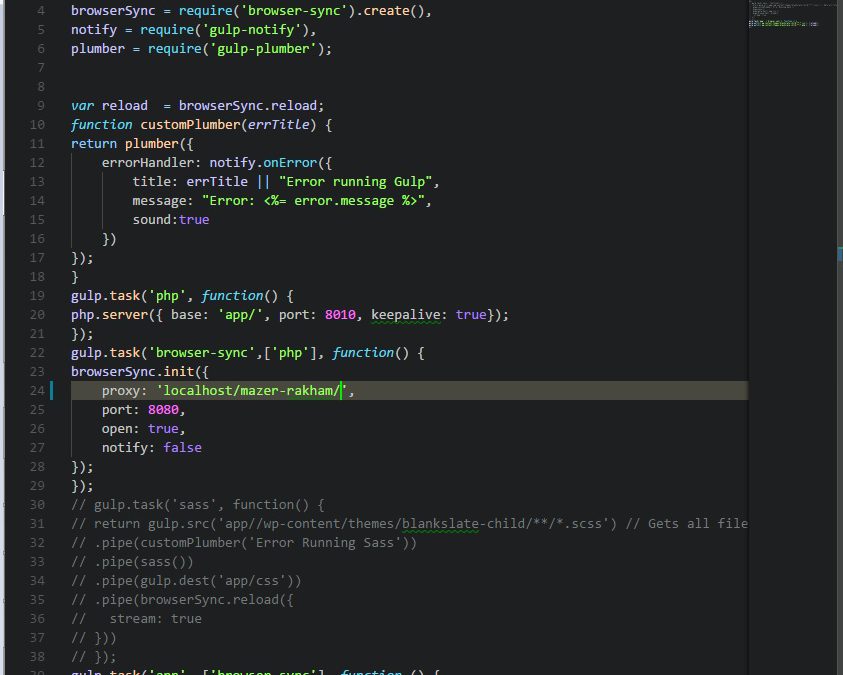 4 browserSync = require('browser-sync').create(),
5 notify = require('gulp-notify'),
6 plumber = require('gulp-plumber');
7
8
9 var reload  = browserSync.reload;
10 function customPlumber(errTitle) {
11 return plumber({
12     errorHandler: notify.onError({
13         title: errTitle || "Error running Gulp",
14         message: "Error: <%= error.message %>",
15         sound:true
16     })
17 });
18 }
19 gulp.task('php', function() {
20 php.server({ base: 'app/', port: 8010, keepalive: true});
21 });
22 gulp.task('browser-sync',['php'], function() {
23 browserSync.init({
24     proxy: 'localhost/mazer-rakham/',
25     port: 8080,
26     open: true,
27     notify: false
28 });
29 });
30 // gulp.task('sass', function() {
31 // return gulp.src('app//wp-content/themes/blankslate-child/**/*.scss') // Gets all file
32 // .pipe(customPlumber('Error Running Sass'))
33 // .pipe(sass())
34 // .pipe(gulp.dest('app/css'))
35 // .pipe(browserSync.reload({
36 //   stream: true
37 // }))
38 // });
39 gulp.task('app', ['browser-sync'], function () {